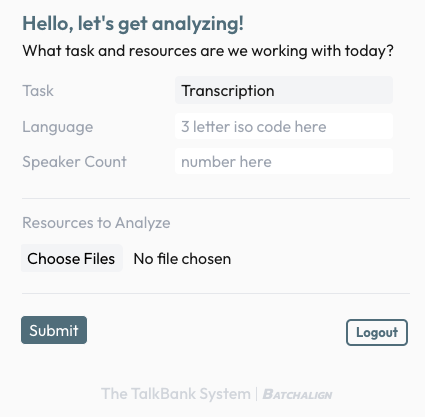 Hello, let's get analyzing!
What task and resources are we working with today?
Task Transcription
Language 3 letter iso code here
Speaker Count number here
Resources to Analyze
Choose Files No file chosen
Submit Logout
The TalkBank System | BATCHALIGN